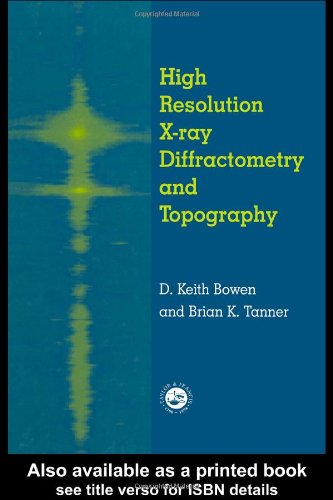 High
Resolution
X-ray
Diffractometry
and
Topography
D. Keith Bowen
and Brian K. Tanner
Also available as a printed book
see title verso for ISBN details